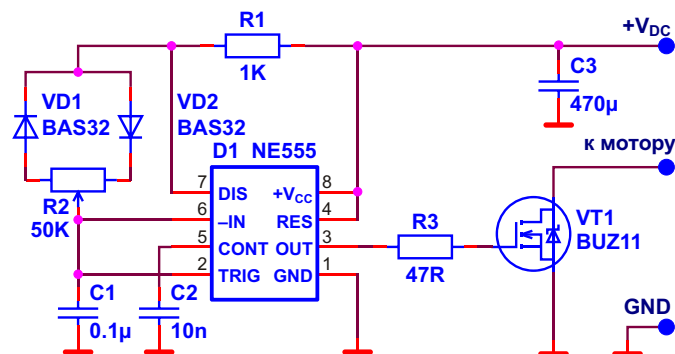 R1
+VDC
1K
VD1
BAS32
VD2
BAS32
C3
470µ
D1 NE555
к мотору
7 DIS +VCC 8
6 –IN RES 4
5 CONT OUT 3
2 TRIG GND 1
R2
50K
R3
47R
VT1
BUZ11
C1
0.1µ
C2
10n
GND